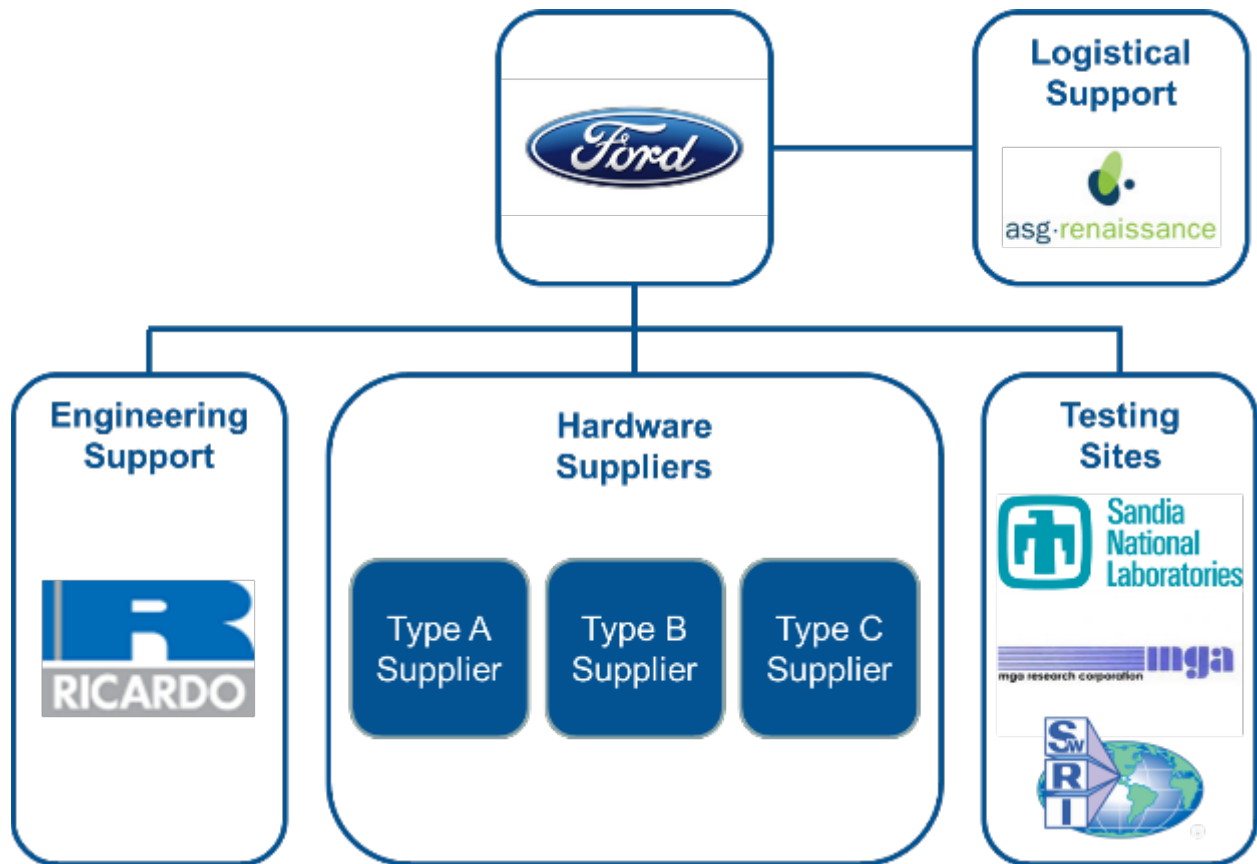 Ford
Logistical
Support
asg·renaissance
Engineering
Support
RICARDO
Hardware
Suppliers
Type A
Supplier
Type B
Supplier
Type C
Supplier
Testing
Sites
Sandia
National
Laboratories
mga
mga research corporation
SW
R
I